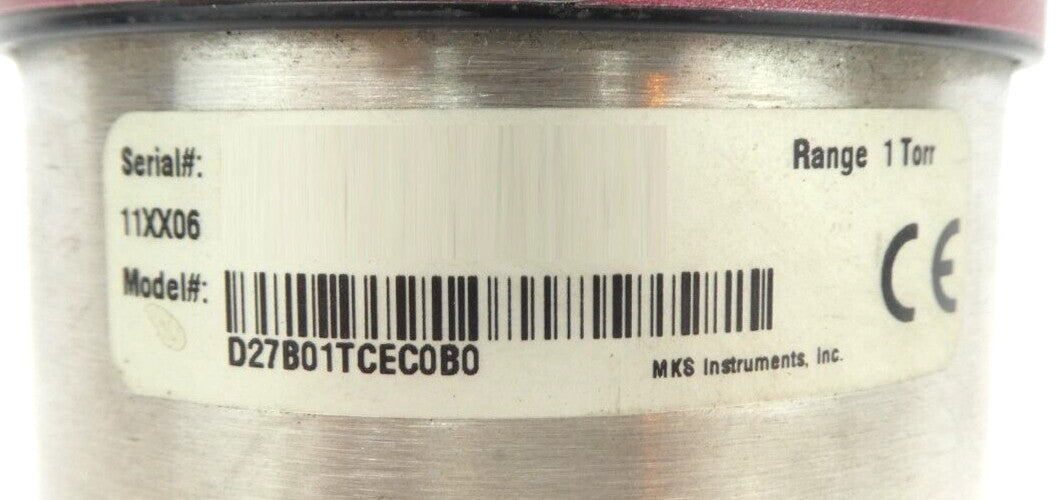 Serial#:
Range 1 Torr
11XX06
CE
Model#:
D27B01TCEC0B0
MKS Instruments, Inc.